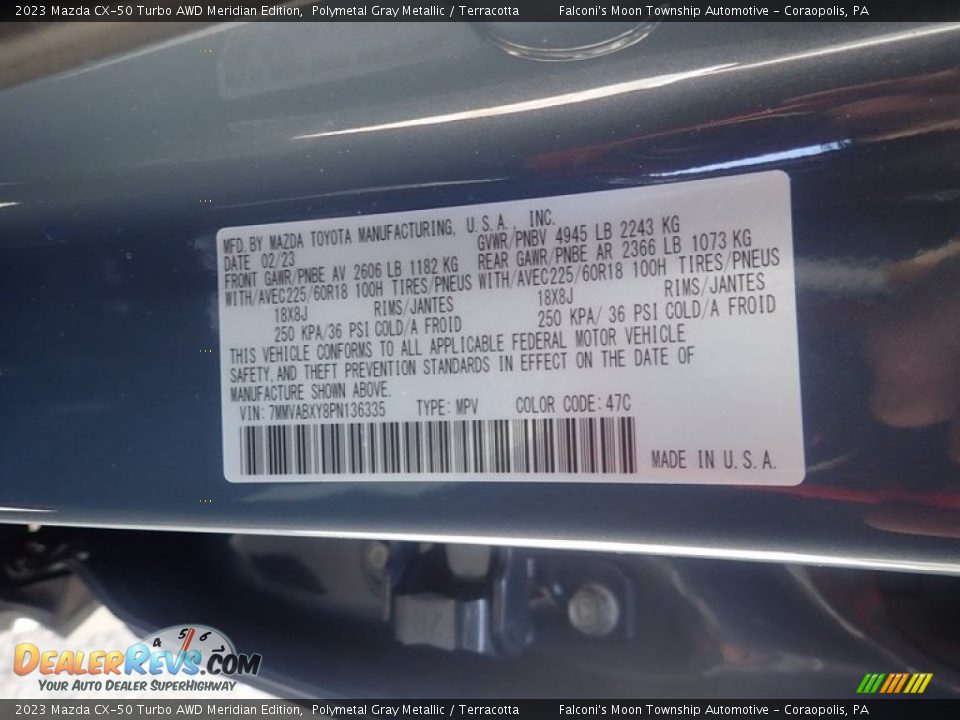 2023 Mazda CX-50 Turbo AWD Meridian Edition, Polymetal Gray Metallic / Terracotta Falconi's Moon Township Automotive - Coraopolis, PA
MFD. BY MAZDA TOYOTA MANUFACTURING, U.S.A., INC.
DATE 02/23 GVWR/PNBV 4945 LB 2243 KG
FRONT GAWR/PNBE AV 2606 LB 1182 KG REAR GAWR/PNBE AR 2366 LB 1073 KG
WITH/AVEC225/60R18 100H TIRES/PNEUS WITH/AVEC225/60R18 100H TIRES/PNEUS
18X8J RIMS/JANTES 18X8J RIMS/JANTES
250 KPA/36 PSI COLD/A FROID 250 KPA/ 36 PSI COLD/A FROID
THIS VEHICLE CONFORMS TO ALL APPLICABLE FEDERAL MOTOR VEHICLE
SAFETY AND THEFT PREVENTION STANDARDS IN EFFECT ON THE DATE OF
MANUFACTURE SHOWN ABOVE.
VIN: 7MMVABXY8PN136335 TYPE: MPV COLOR CODE: 47C
MADE IN U.S.A.
4 5 6
DEALERREVS.COM
YOUR AUTO DEALER SUPERHIGHWAY
2023 Mazda CX-50 Turbo AWD Meridian Edition, Polymetal Gray Metallic / Terracotta Falconi's Moon Township Automotive - Coraopolis, PA